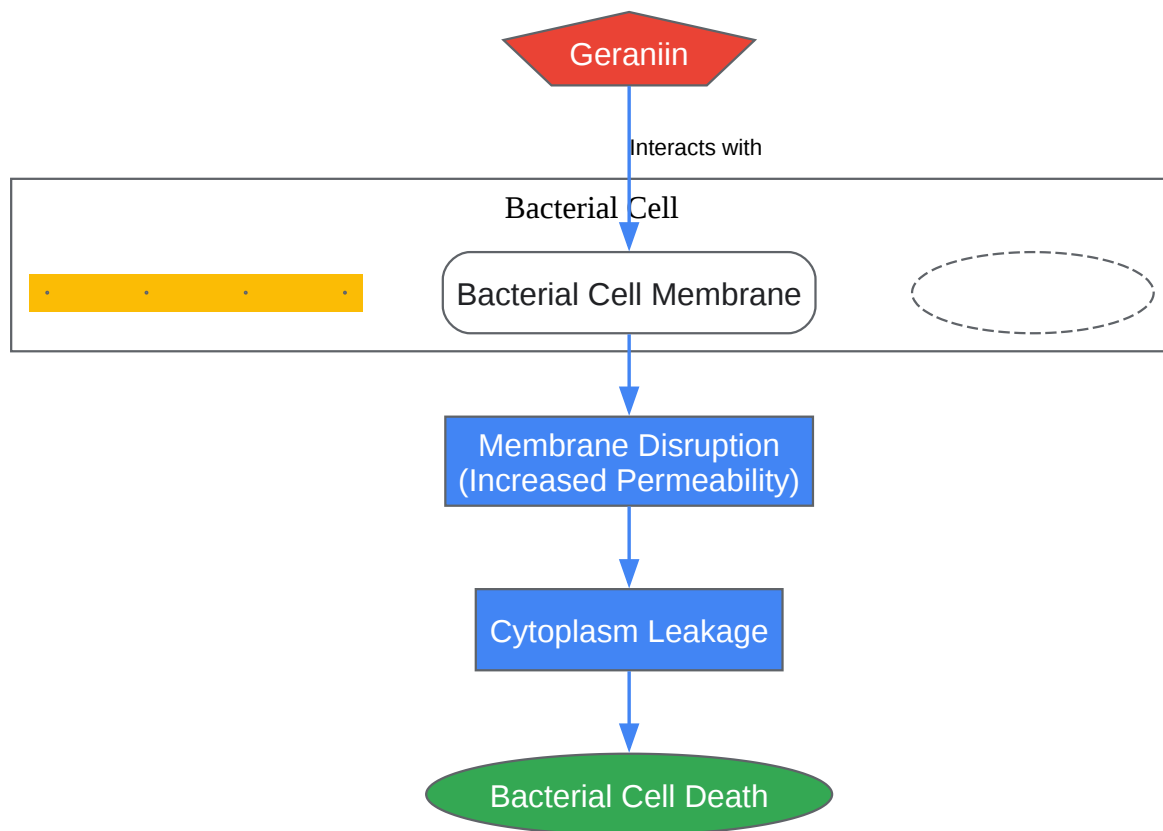 Geraniin
Interacts with
Bacterial Cell
Bacterial Cell Membrane
Membrane Disruption
(Increased Permeability)
Cytoplasm Leakage
Bacterial Cell Death